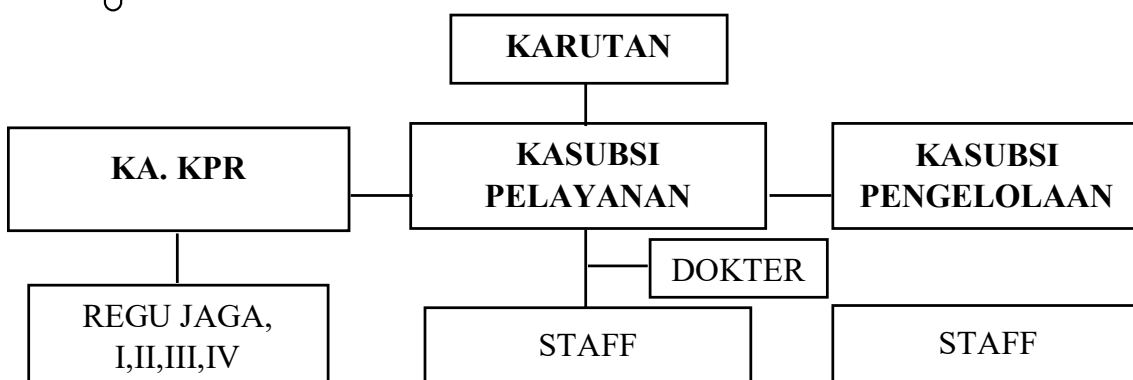 KARUTAN
KA. KPR
KASUBSI
PELAYANAN
KASUBSI
PENGELOLAAN
DOKTER
REGU JAGA,
I,II,III,IV
STAFF
STAFF